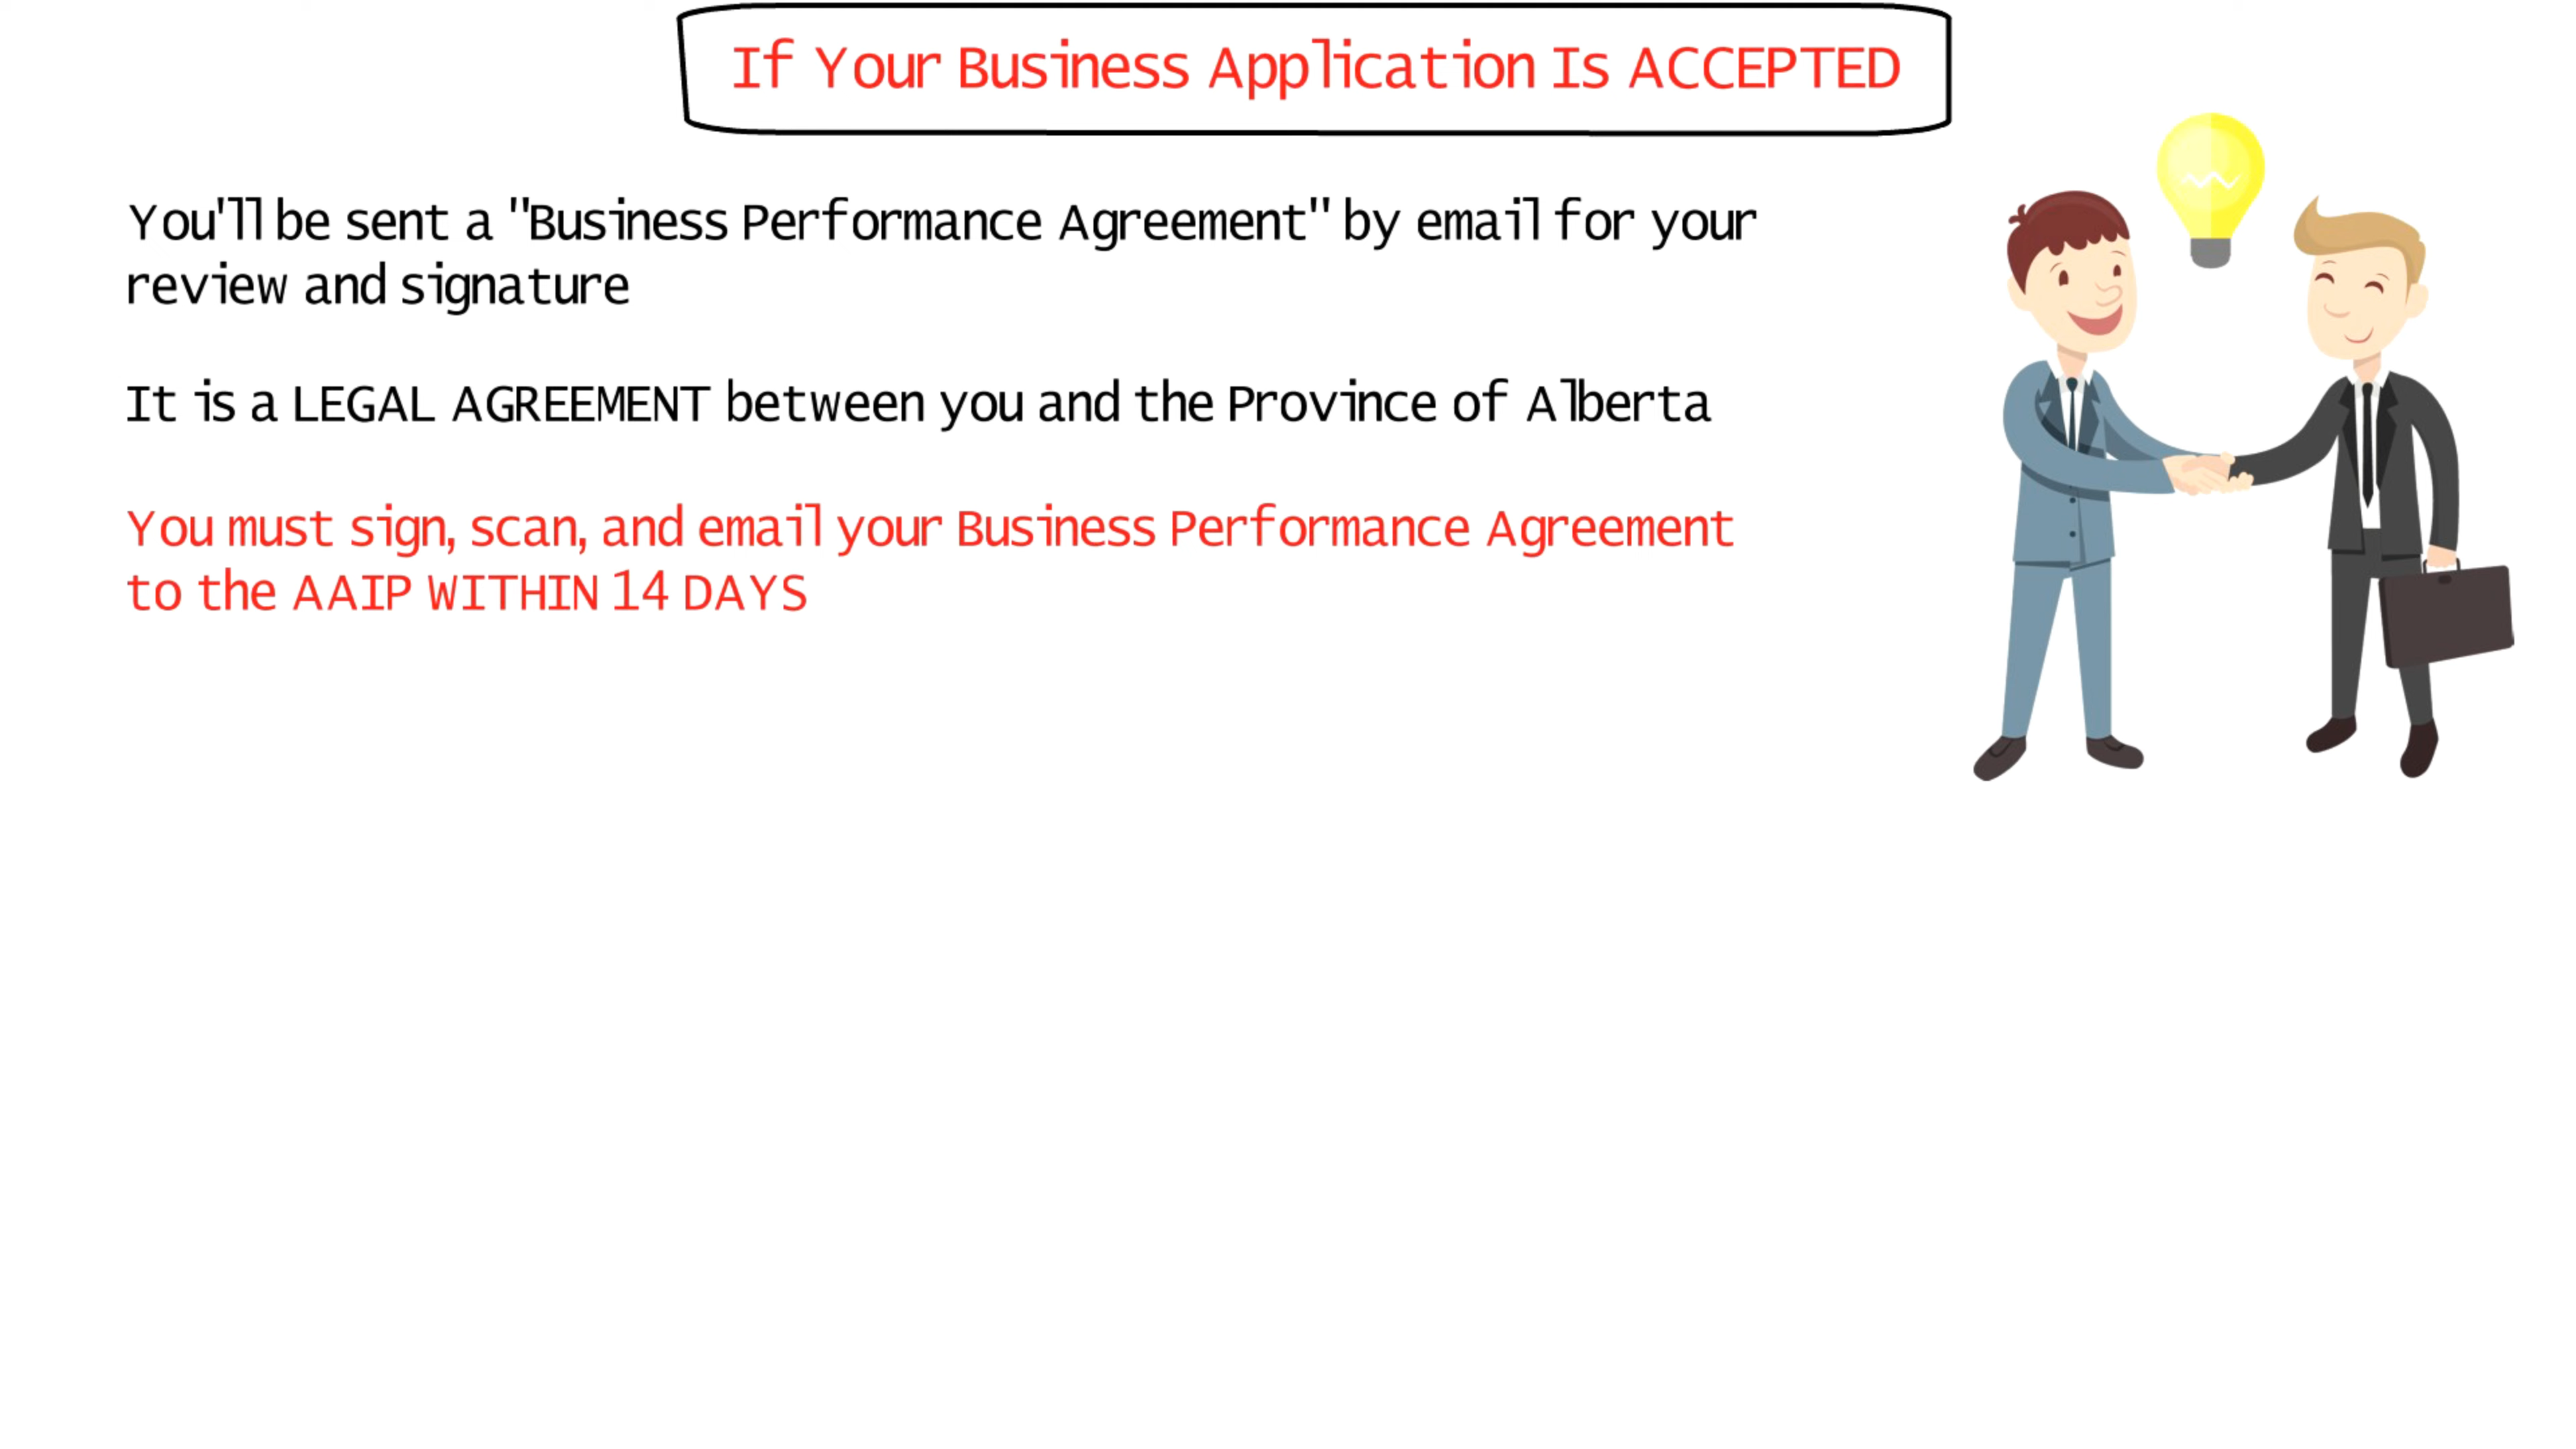 If Your Business Application Is ACCEPTED
You'll be sent a "Business Performance Agreement" by email for your
review and signature
It is a LEGAL AGREEMENT between you and the Province of Alberta
You must sign, scan, and email your Business Performance Agreement
to the AAIP WITHIN 14 DAYS